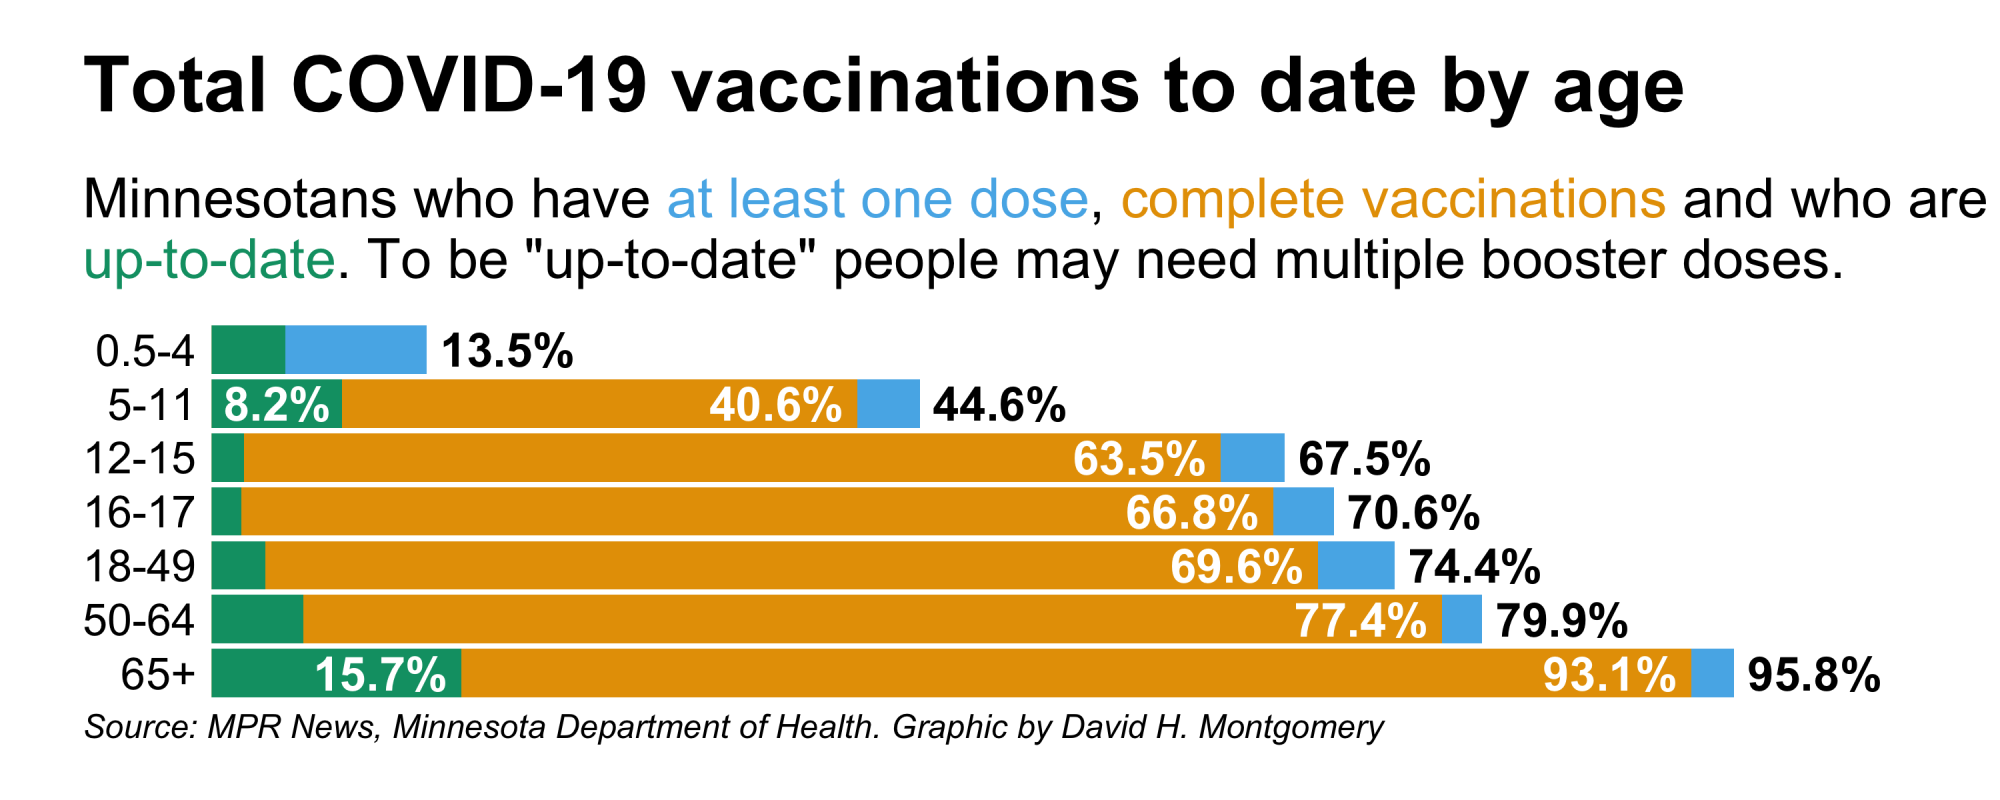 Total COVID-19 vaccinations to date by age
Minnesotans who have at least one dose, complete vaccinations and who are
up-to-date. To be "up-to-date" people may need multiple booster doses.
0.5-4 13.5%
5-11 8.2% 40.6% 44.6%
12-15 63.5% 67.5%
16-17 66.8% 70.6%
18-49 69.6% 74.4%
50-64 77.4% 79.9%
65+ 15.7% 93.1% 95.8%
Source: MPR News, Minnesota Department of Health. Graphic by David H. Montgomery